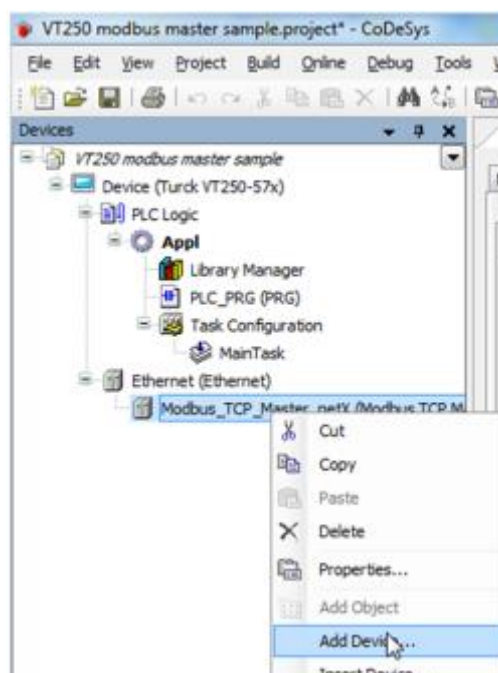 VT250 modbus master sample.project* - CoDeSys
File Edit View Project Build Online Debug Tools
Devices
VT250 modbus master sample
Device (Turck VT250-57x)
PLC Logic
Appl
Library Manager
PLC_PRG (PRG)
Task Configuration
MainTask
Ethernet (Ethernet)
Modbus_TCP_Master_netX (Modbus TCP M
Cut
Copy
Paste
Delete
Properties...
Add Object
Add Device...
Insert Device